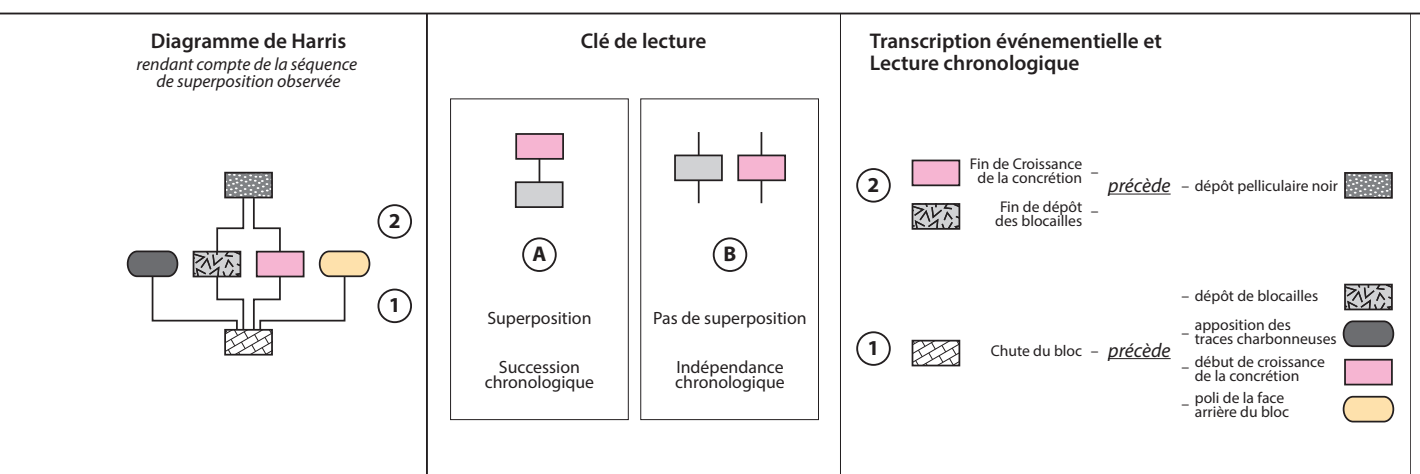 Diagramme de Harris
rendant compte de la séquence
de superposition observée
2
1
Clé de lecture
A
Superposition
Succession
chronologique
B
Pas de superposition
Indépendance
chronologique
Transcription événementielle et
Lecture chronologique
2
Fin de Croissance
de la concrétion –
Fin de dépôt –
des blocailles
précède – dépôt pelliculaire noir
1
Chute du bloc – précède
– dépôt de blocailles
– apposition des
traces charbonneuses
– début de croissance
de la concrétion
– poli de la face
arrière du bloc